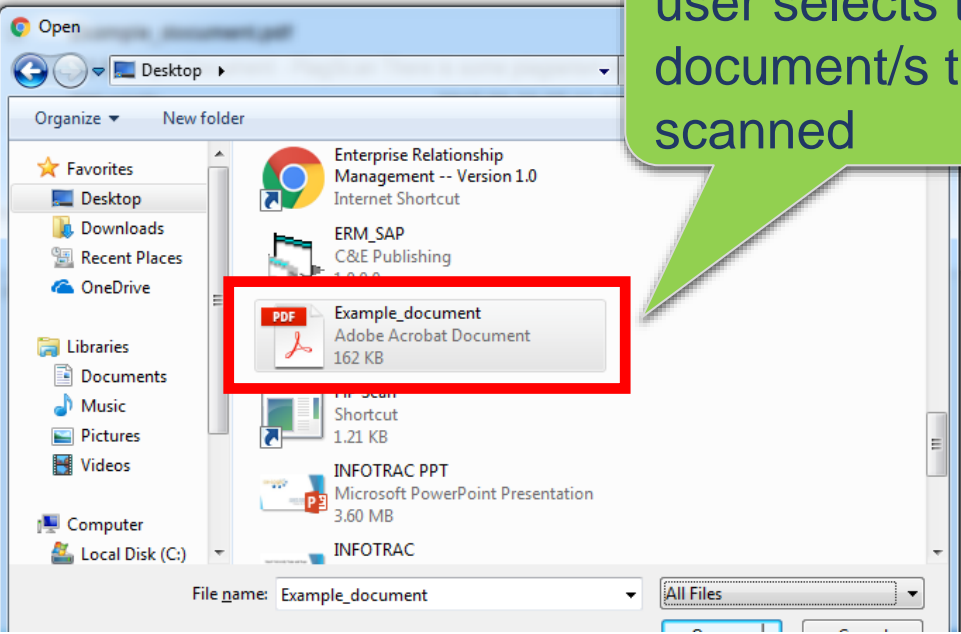 user selects t
document/s t
scanned
Open
Desktop
Organize
New folder
Favorites
Desktop
Downloads
Recent Places
OneDrive
Libraries
Documents
Music
Pictures
Videos
Computer
Local Disk (C:)
Enterprise Relationship
Management -- Version 1.0
Internet Shortcut
ERM_SAP
C&E Publishing
PDF
Example_document
Adobe Acrobat Document
162 KB
Shortcut
1.21 KB
INFOTRAC PPT
Microsoft PowerPoint Presentation
3.60 MB
INFOTRAC
File name:
Example_document
All Files